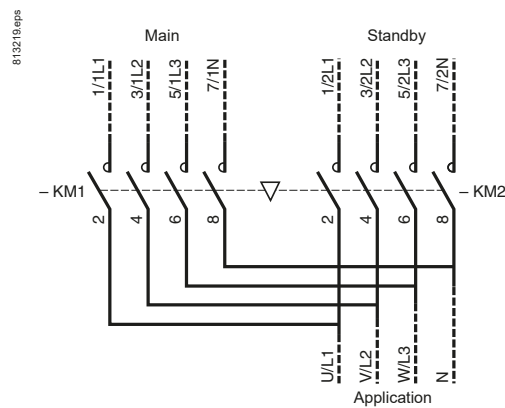 813219.eps
Main
Standby
1/1L1
3/1L2
5/1L3
7/1N
1/2L1
3/2L2
5/2L3
7/2N
– KM1
– KM2
2
4
6
8
2
4
6
8
U/L1
V/L2
W/L3
N
Application